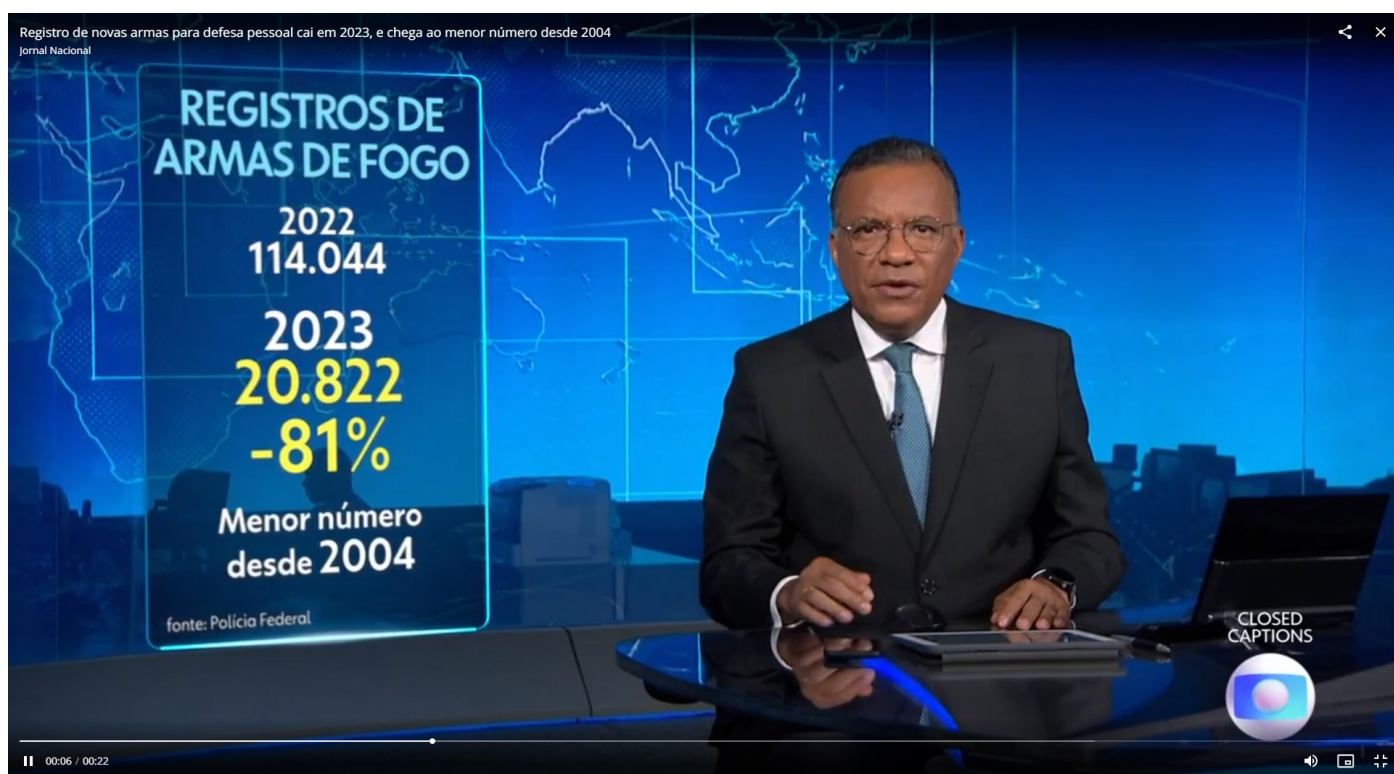 Registro de novas armas para defesa pessoal cai em 2023, e chega ao menor número desde 2004
Jornal Nacional
REGISTROS DE
ARMAS DE FOGO
2022
114.044
2023
20.822
-81%
Menor número
desde 2004
fonte: Polícia Federal
CLOSED
CAPTIONS
00:06 / 00:22